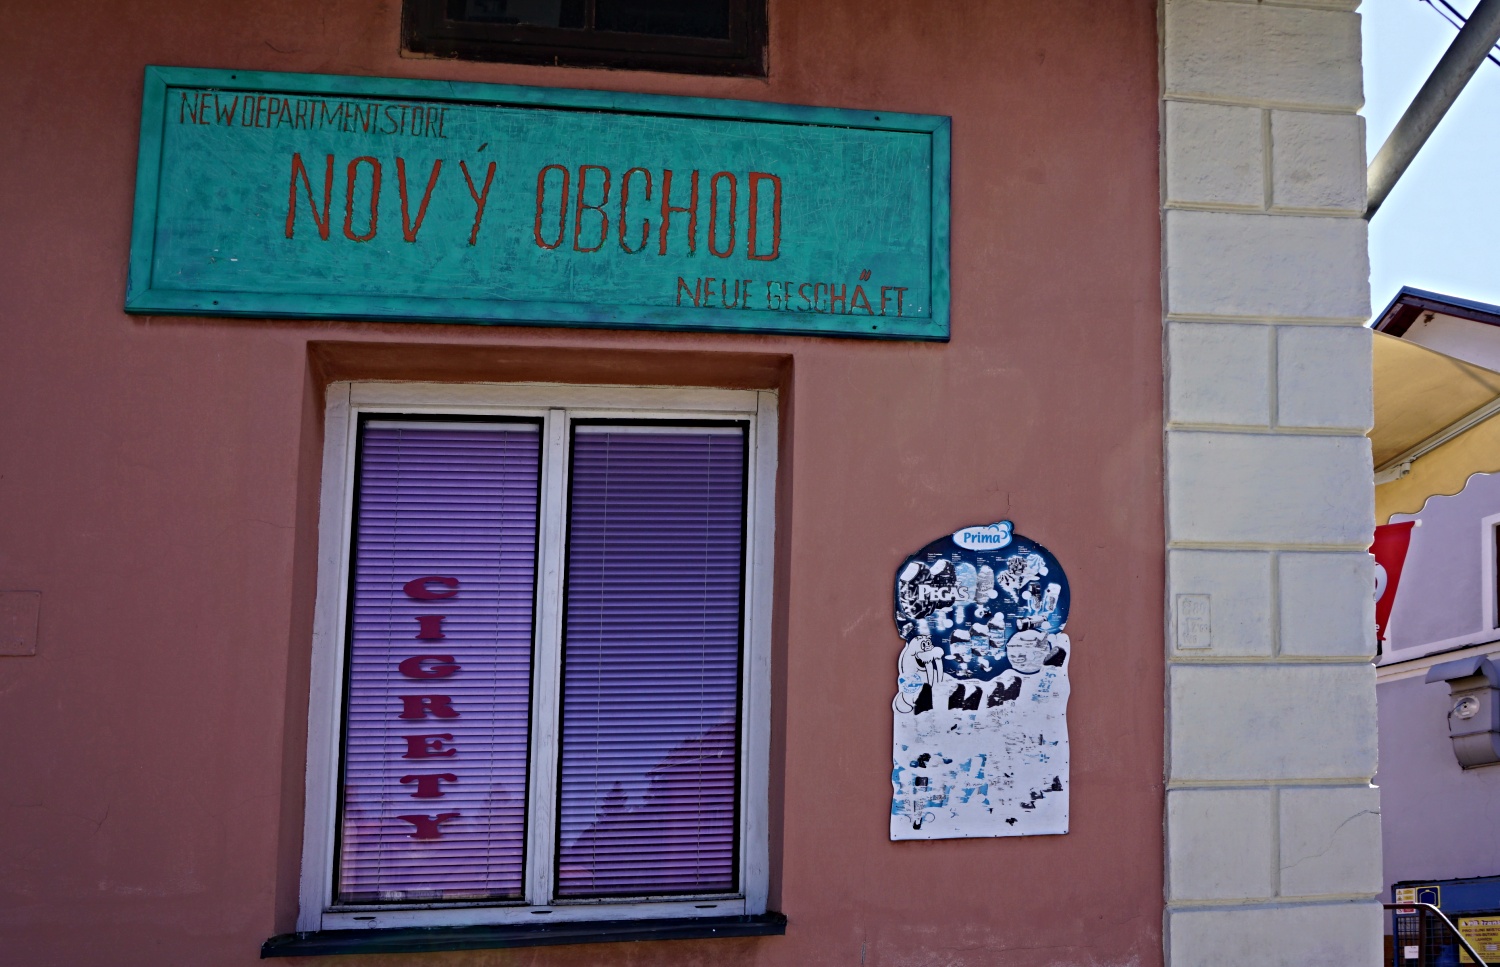 NEW DEPARTMENT STORE
NOVÝ OBCHOD
NEUE GESCHÄFT
CIGRETY
Prima
PEGAS